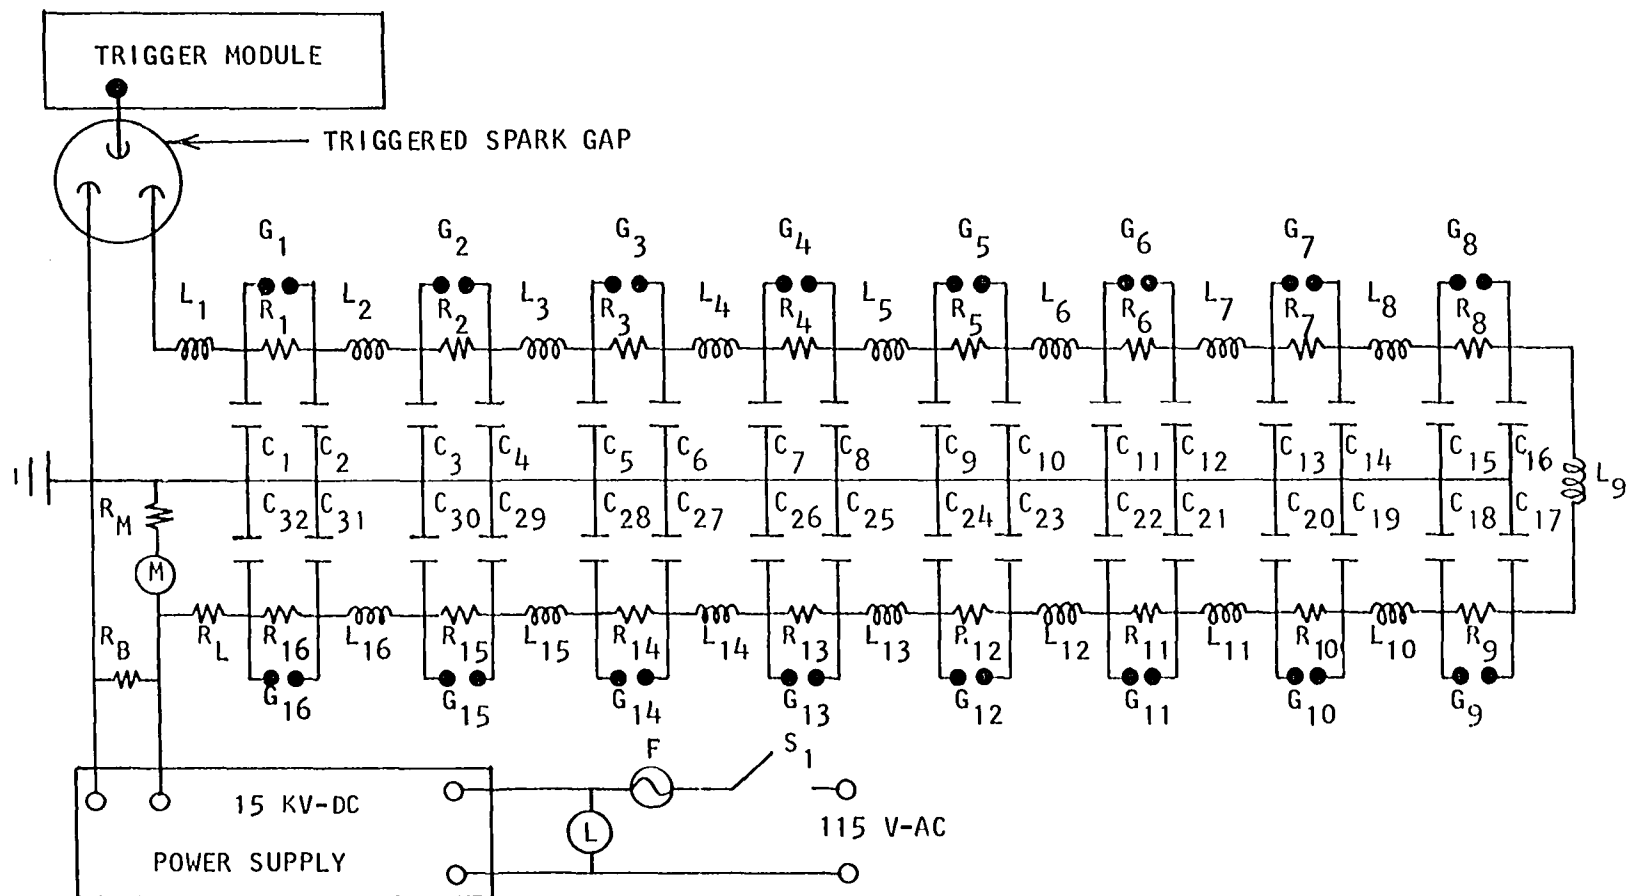 TRIGGER MODULE
TRIGGERED SPARK GAP
G1 G2 G3 G4 G5 G6 G7 G8
L1 R1 L2 R2 L3 R3 L4 R4 L5 R5 L6 R6 L7 R7 L8 R8
C1 C2 C3 C4 C5 C6 C7 C8 C9 C10 C11 C12 C13 C14 C15 C16
L9
RM C32 C31 C30 C29 C28 C27 C26 C25 C24 C23 C22 C21 C20 C19 C18 C17
M
RB RL R16 L16 R15 L15 R14 L14 R13 L13 R12 L12 R11 L11 R10 L10 R9
G16 G15 G14 G13 G12 G11 G10 G9
F S1
15 KV-DC
L 115 V-AC
POWER SUPPLY